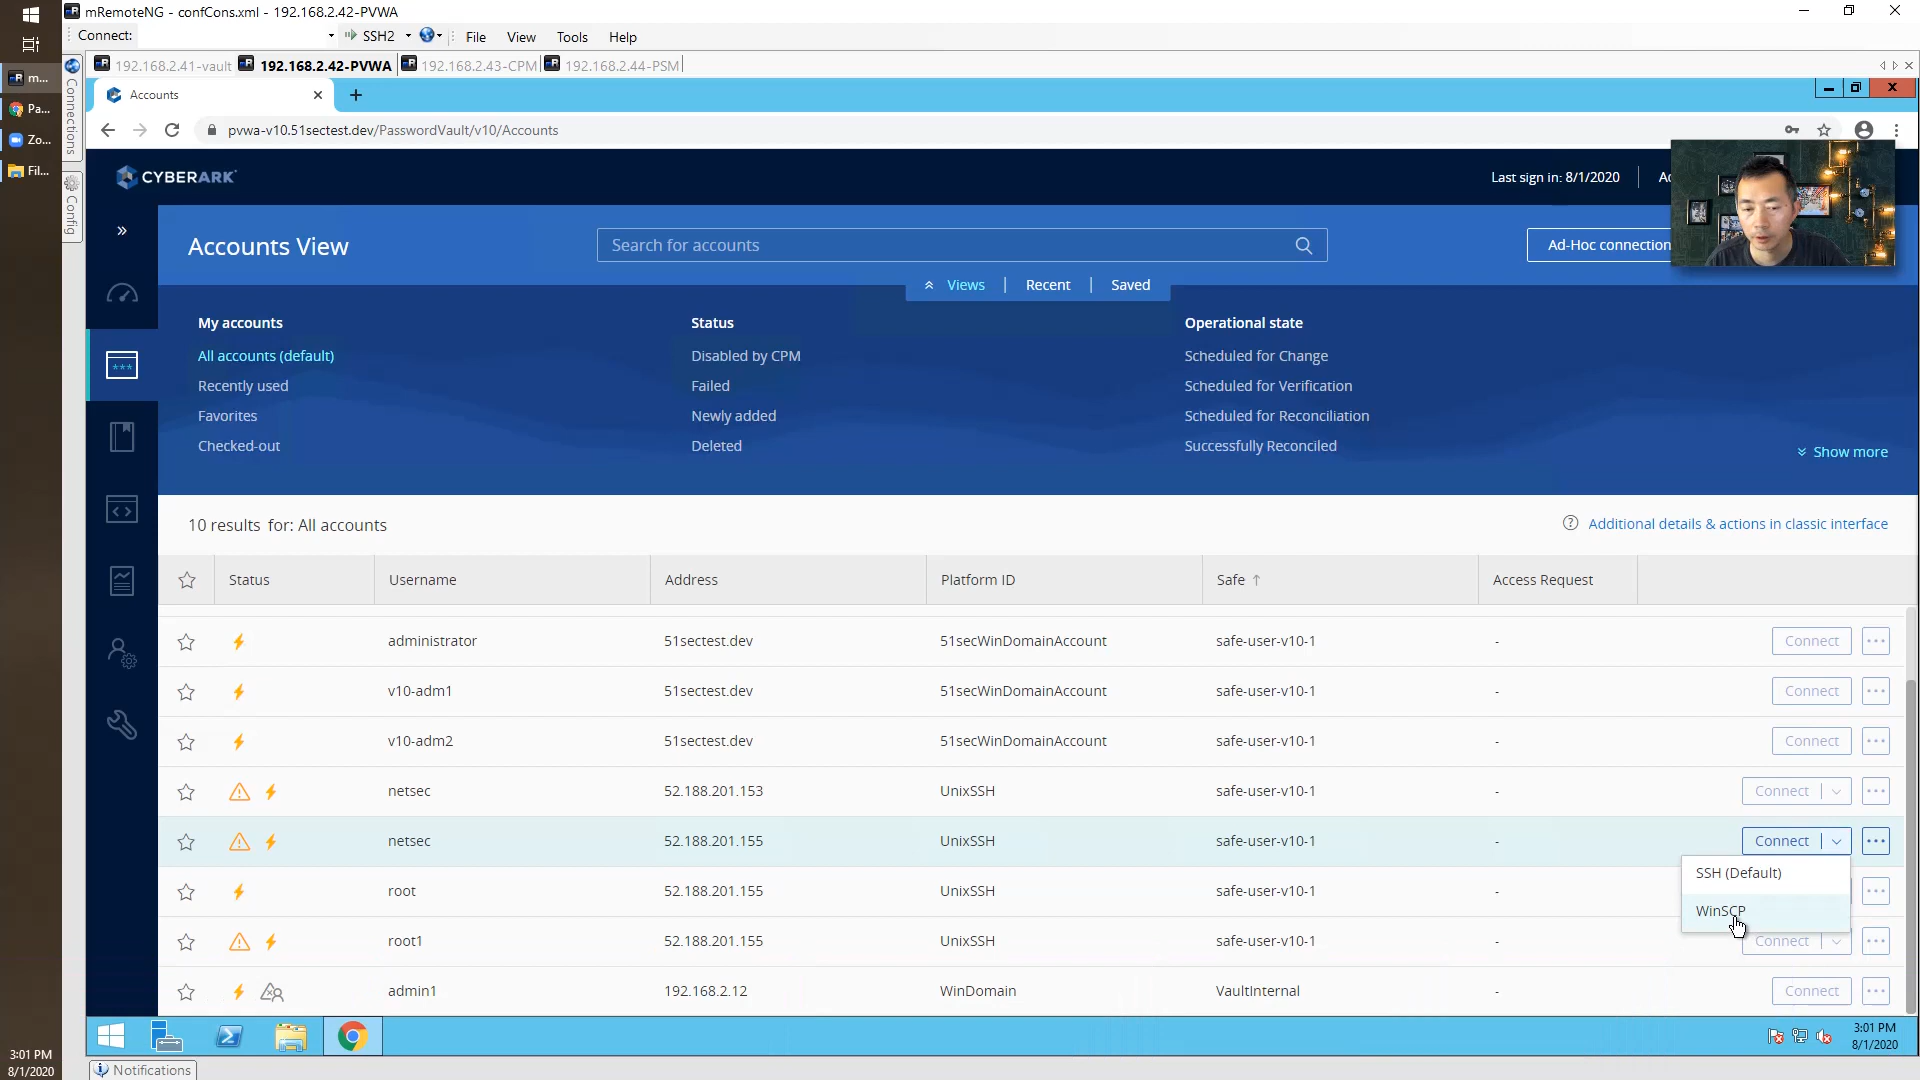 mRemoteNG - confCons.xml - 192.168.2.42-PVWA
Connect: SSH2 File View Tools Help
192.168.2.41-vault 192.168.2.42-PVWA 192.168.2.43-CPM 192.168.2.44-PSM
m...
Pa...
Zo...
Fil...
Connections
Config
Accounts
pvwa-v10.51sectest.dev/PasswordVault/v10/Accounts
CYBERARK
Last sign in: 8/1/2020
Accounts View
Search for accounts
Ad-Hoc connection
Views Recent Saved
My accounts Status Operational state
All accounts (default) Disabled by CPM Scheduled for Change
Recently used Failed Scheduled for Verification
Favorites Newly added Scheduled for Reconciliation
Checked-out Deleted Successfully Reconciled
Show more
10 results for: All accounts
Additional details & actions in classic interface
Status Username Address Platform ID Safe Access Request
administrator 51sectest.dev 51secWinDomainAccount safe-user-v10-1 - Connect
v10-adm1 51sectest.dev 51secWinDomainAccount safe-user-v10-1 - Connect
v10-adm2 51sectest.dev 51secWinDomainAccount safe-user-v10-1 - Connect
netsec 52.188.201.153 UnixSSH safe-user-v10-1 - Connect
netsec 52.188.201.155 UnixSSH safe-user-v10-1 - Connect
SSH (Default)
root 52.188.201.155 UnixSSH safe-user-v10-1 -
WinSCP
root1 52.188.201.155 UnixSSH safe-user-v10-1 - Connect
admin1 192.168.2.12 WinDomain VaultInternal - Connect
3:01 PM
8/1/2020
3:01 PM
8/1/2020
Notifications